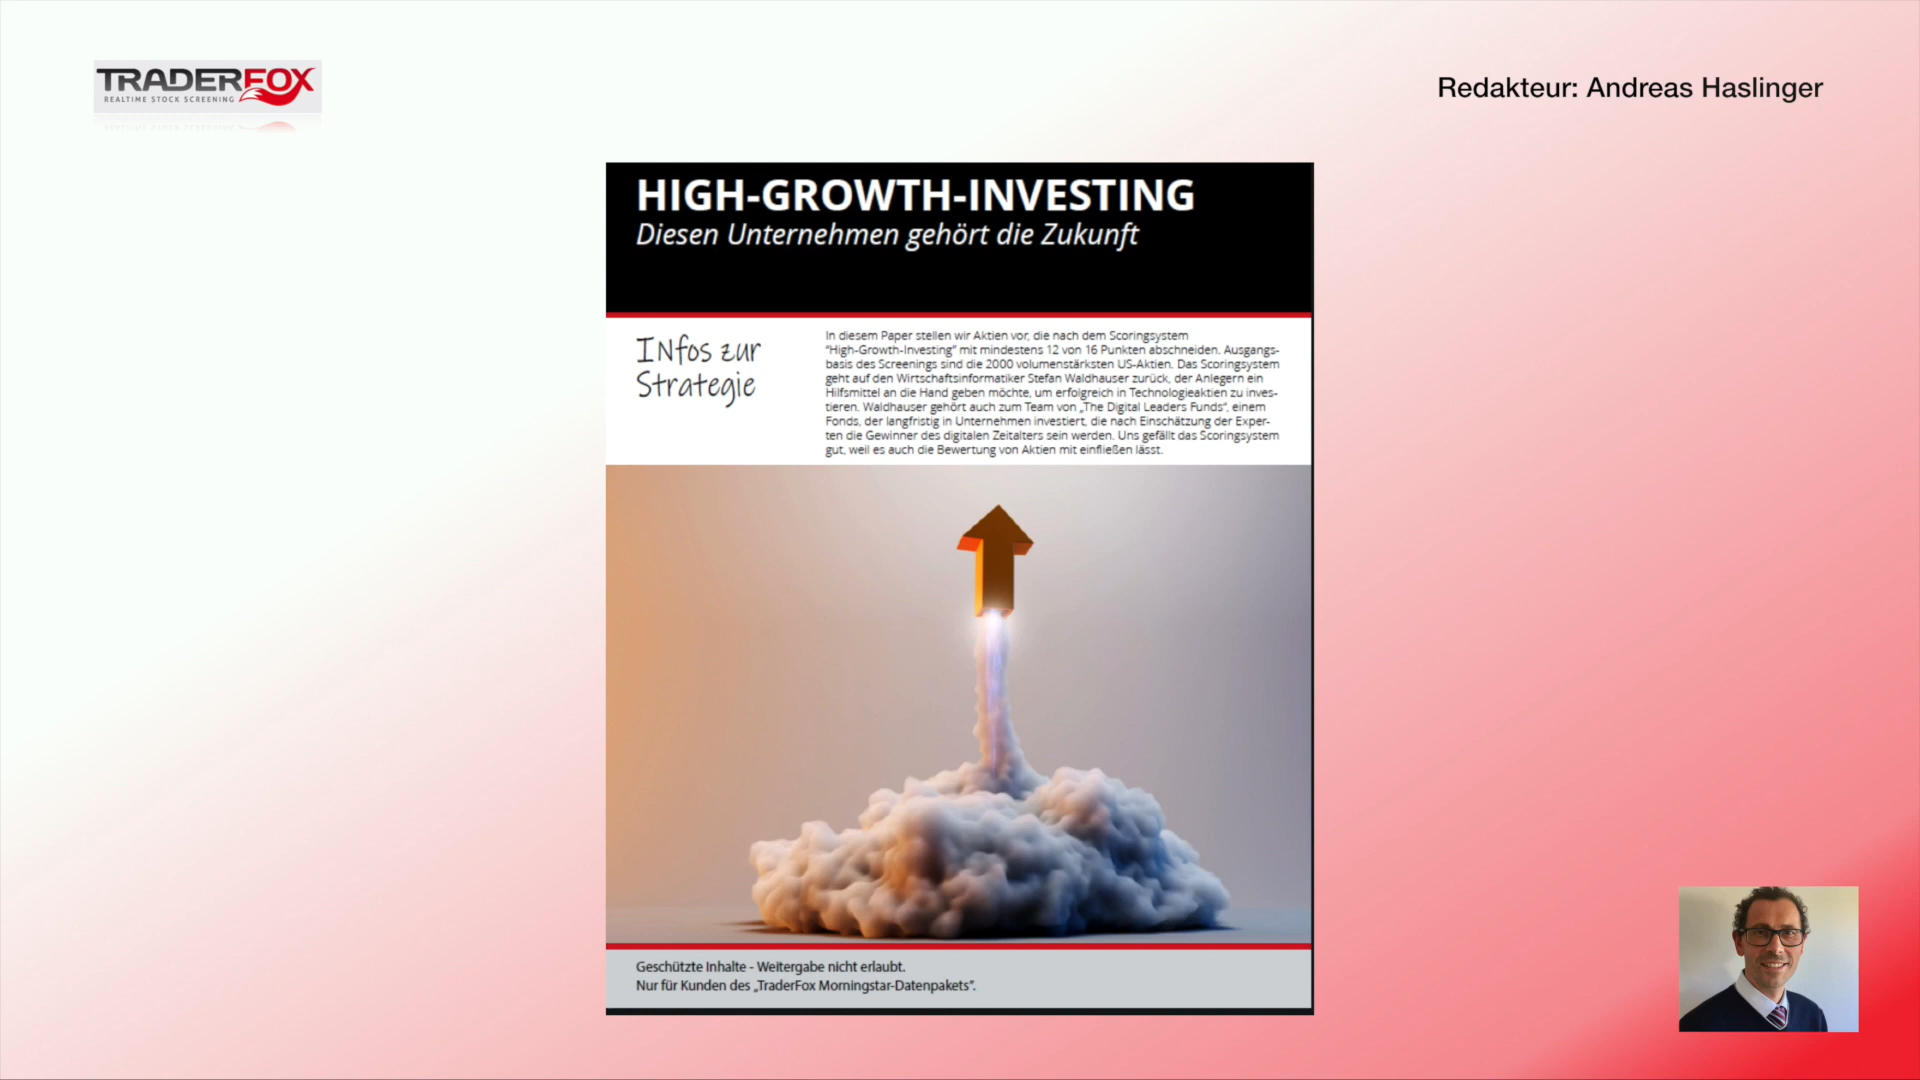 TRADERFOX
REALTIME STOCK SCREENING
Redakteur: Andreas Haslinger
HIGH-GROWTH-INVESTING
Diesen Unternehmen gehört die Zukunft
INfos zur
Strategie
In diesem Paper stellen wir Aktien vor, die nach dem Scoringsystem
“High-Growth-Investing” mit mindestens 12 von 16 Punkten abschneiden. Ausgangs-
basis des Screenings sind die 2000 volumenstärksten US-Aktien. Das Scoringsystem
geht auf den Wirtschaftsinformatiker Stefan Waldhauser zurück, der Anlegern ein
Hilfsmittel an die Hand geben möchte, um erfolgreich in Technologieaktien zu inves-
tieren. Waldhauser gehört auch zum Team von „The Digital Leaders Funds“, einem
Fonds, der langfristig in Unternehmen investiert, die nach Einschätzung der Exper-
ten die Gewinner des digitalen Zeitalters sein werden. Uns gefällt das Scoringsystem
gut, weil es auch die Bewertung von Aktien mit einfließen lässt.
Geschützte Inhalte - Weitergabe nicht erlaubt.
Nur für Kunden des „TraderFox Morningstar-Datenpakets“.